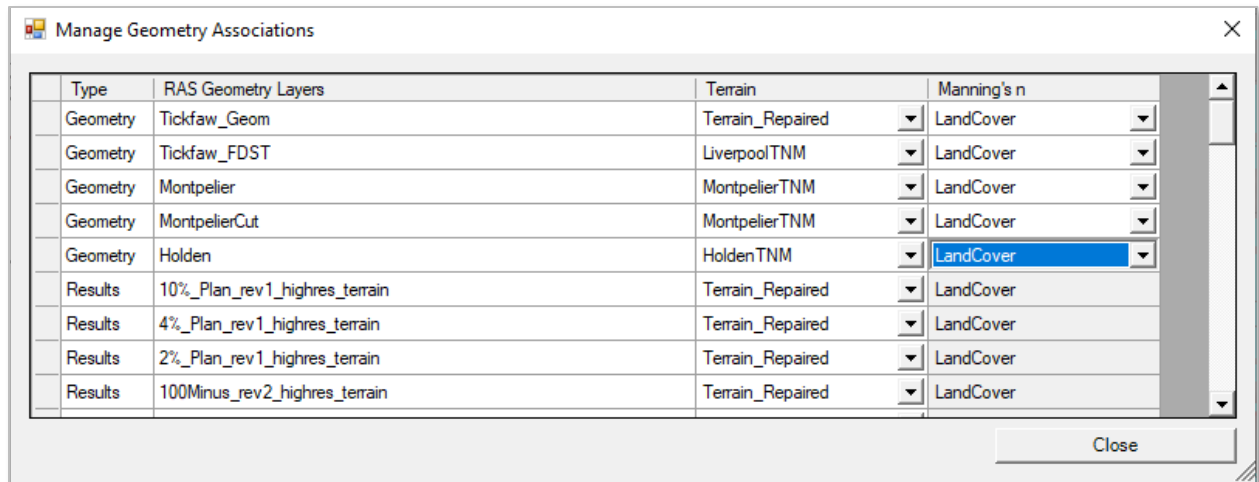 Manage Geometry Associations
Type RAS Geometry Layers Terrain Manning's n
Geometry Tickfaw_Geom Terrain_Repaired LandCover
Geometry Tickfaw_FDST LiverpoolTNM LandCover
Geometry Montpelier MontpelierTNM LandCover
Geometry MontpelierCut MontpelierTNM LandCover
Geometry Holden HoldenTNM LandCover
Results 10%_Plan_rev1_highres_terrain Terrain_Repaired LandCover
Results 4%_Plan_rev1_highres_terrain Terrain_Repaired LandCover
Results 2%_Plan_rev1_highres_terrain Terrain_Repaired LandCover
Results 100Minus_rev2_highres_terrain Terrain_Repaired LandCover
Close